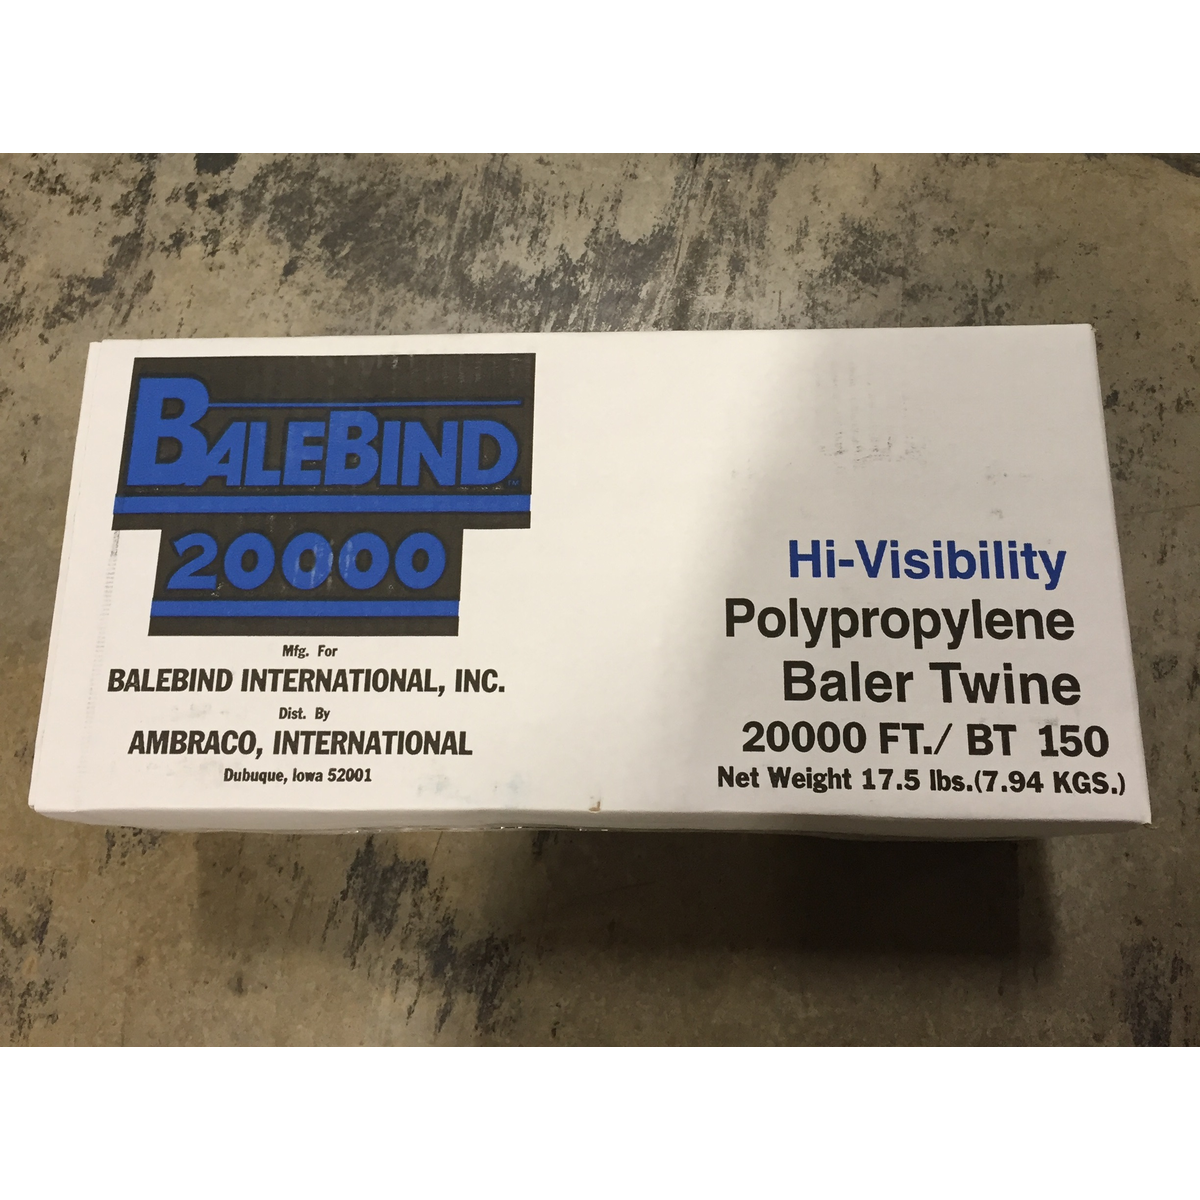 BALEBIND™
20000
Mfg. For
BALEBIND INTERNATIONAL, INC.
Dist. By
AMBRACO, INTERNATIONAL
Dubuque, Iowa 52001
Hi-Visibility
Polypropylene
Baler Twine
20000 FT./ BT 150
Net Weight 17.5 lbs.(7.94 KGS.)